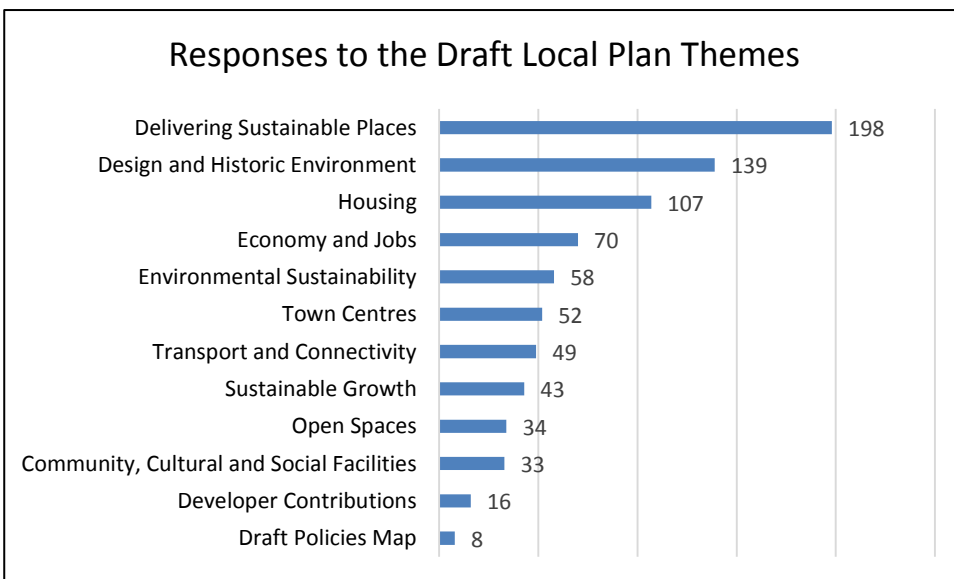 Responses to the Draft Local Plan Themes
Delivering Sustainable Places 198
Design and Historic Environment 139
Housing 107
Economy and Jobs 70
Environmental Sustainability 58
Town Centres 52
Transport and Connectivity 49
Sustainable Growth 43
Open Spaces 34
Community, Cultural and Social Facilities 33
Developer Contributions 16
Draft Policies Map 8